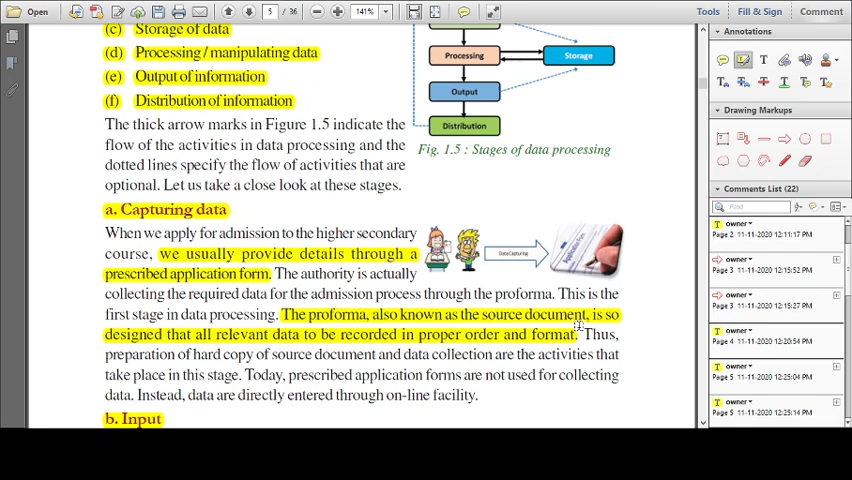 Open
5
/ 36
141%
Tools
Fill & Sign
Comment
(c) Storage of data
(d) Processing / manipulating data
(e) Output of information
(f) Distribution of information
Processing
Storage
Output
Distribution
The thick arrow marks in Figure 1.5 indicate the
flow of the activities in data processing and the
dotted lines specify the flow of activities that are
optional. Let us take a close look at these stages.
Fig. 1.5 : Stages of data processing
a. Capturing data
When we apply for admission to the higher secondary
course, we usually provide details through a
prescribed application form. The authority is actually
Data Capturing
Application Form
collecting the required data for the admission process through the proforma. This is the
first stage in data processing. The proforma, also known as the source document, is so
designed that all relevant data to be recorded in proper order and format. Thus,
preparation of hard copy of source document and data collection are the activities that
take place in this stage. Today, prescribed application forms are not used for collecting
data. Instead, data are directly entered through on-line facility.
b. Input
Annotations
Drawing Markups
Comments List (22)
Find
owner
Page 2 11-11-2020 12:11:17 PM
owner
Page 3 11-11-2020 12:15:52 PM
owner
Page 3 11-11-2020 12:15:27 PM
owner
Page 4 11-11-2020 12:20:54 PM
owner
Page 5 11-11-2020 12:25:04 PM
owner
Page 5 11-11-2020 12:25:14 PM